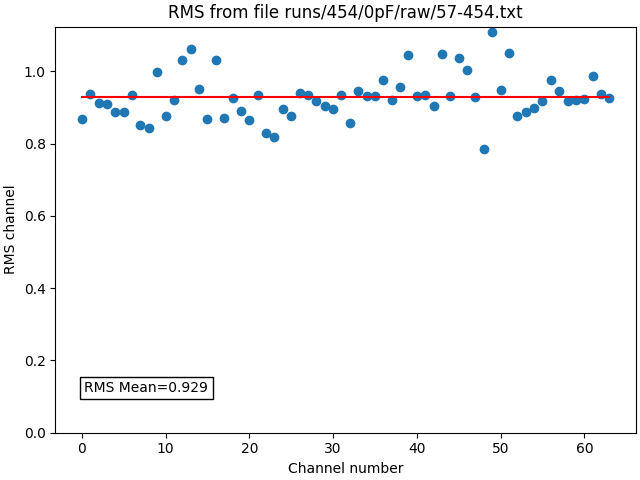 RMS from file runs/454/0pF/raw/57-454.txt
RMS channel
1.0
0.8
0.6
0.4
0.2
0.0
RMS Mean=0.929
0 10 20 30 40 50 60
Channel number